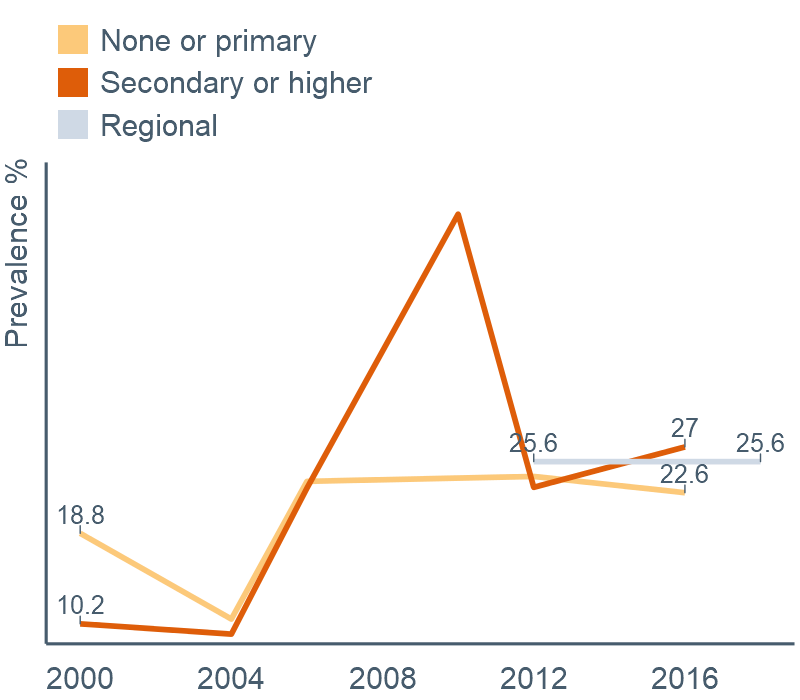 None or primary
Secondary or higher
Regional
Prevalence %
25.6
27
25.6
22.6
18.8
10.2
2000 2004 2008 2012 2016